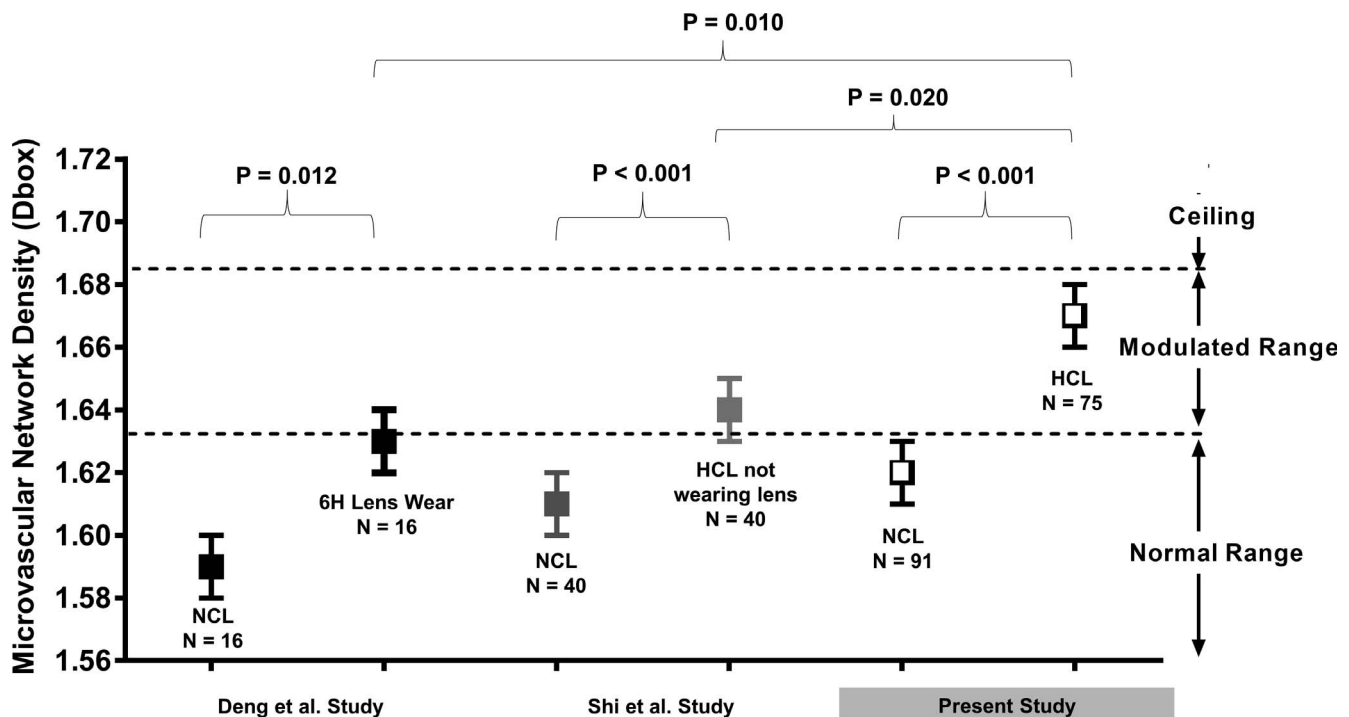 P = 0.010
P = 0.020
P = 0.012
P < 0.001
P < 0.001
Microvascular Network Density (Dbox)
1.72
1.70
1.68
1.66
1.64
1.62
1.60
1.58
1.56
Ceiling
Modulated Range
Normal Range
NCL
N = 16
6H Lens Wear
N = 16
NCL
N = 40
HCL not
wearing lens
N = 40
NCL
N = 91
HCL
N = 75
Deng et al. Study
Shi et al. Study
Present Study